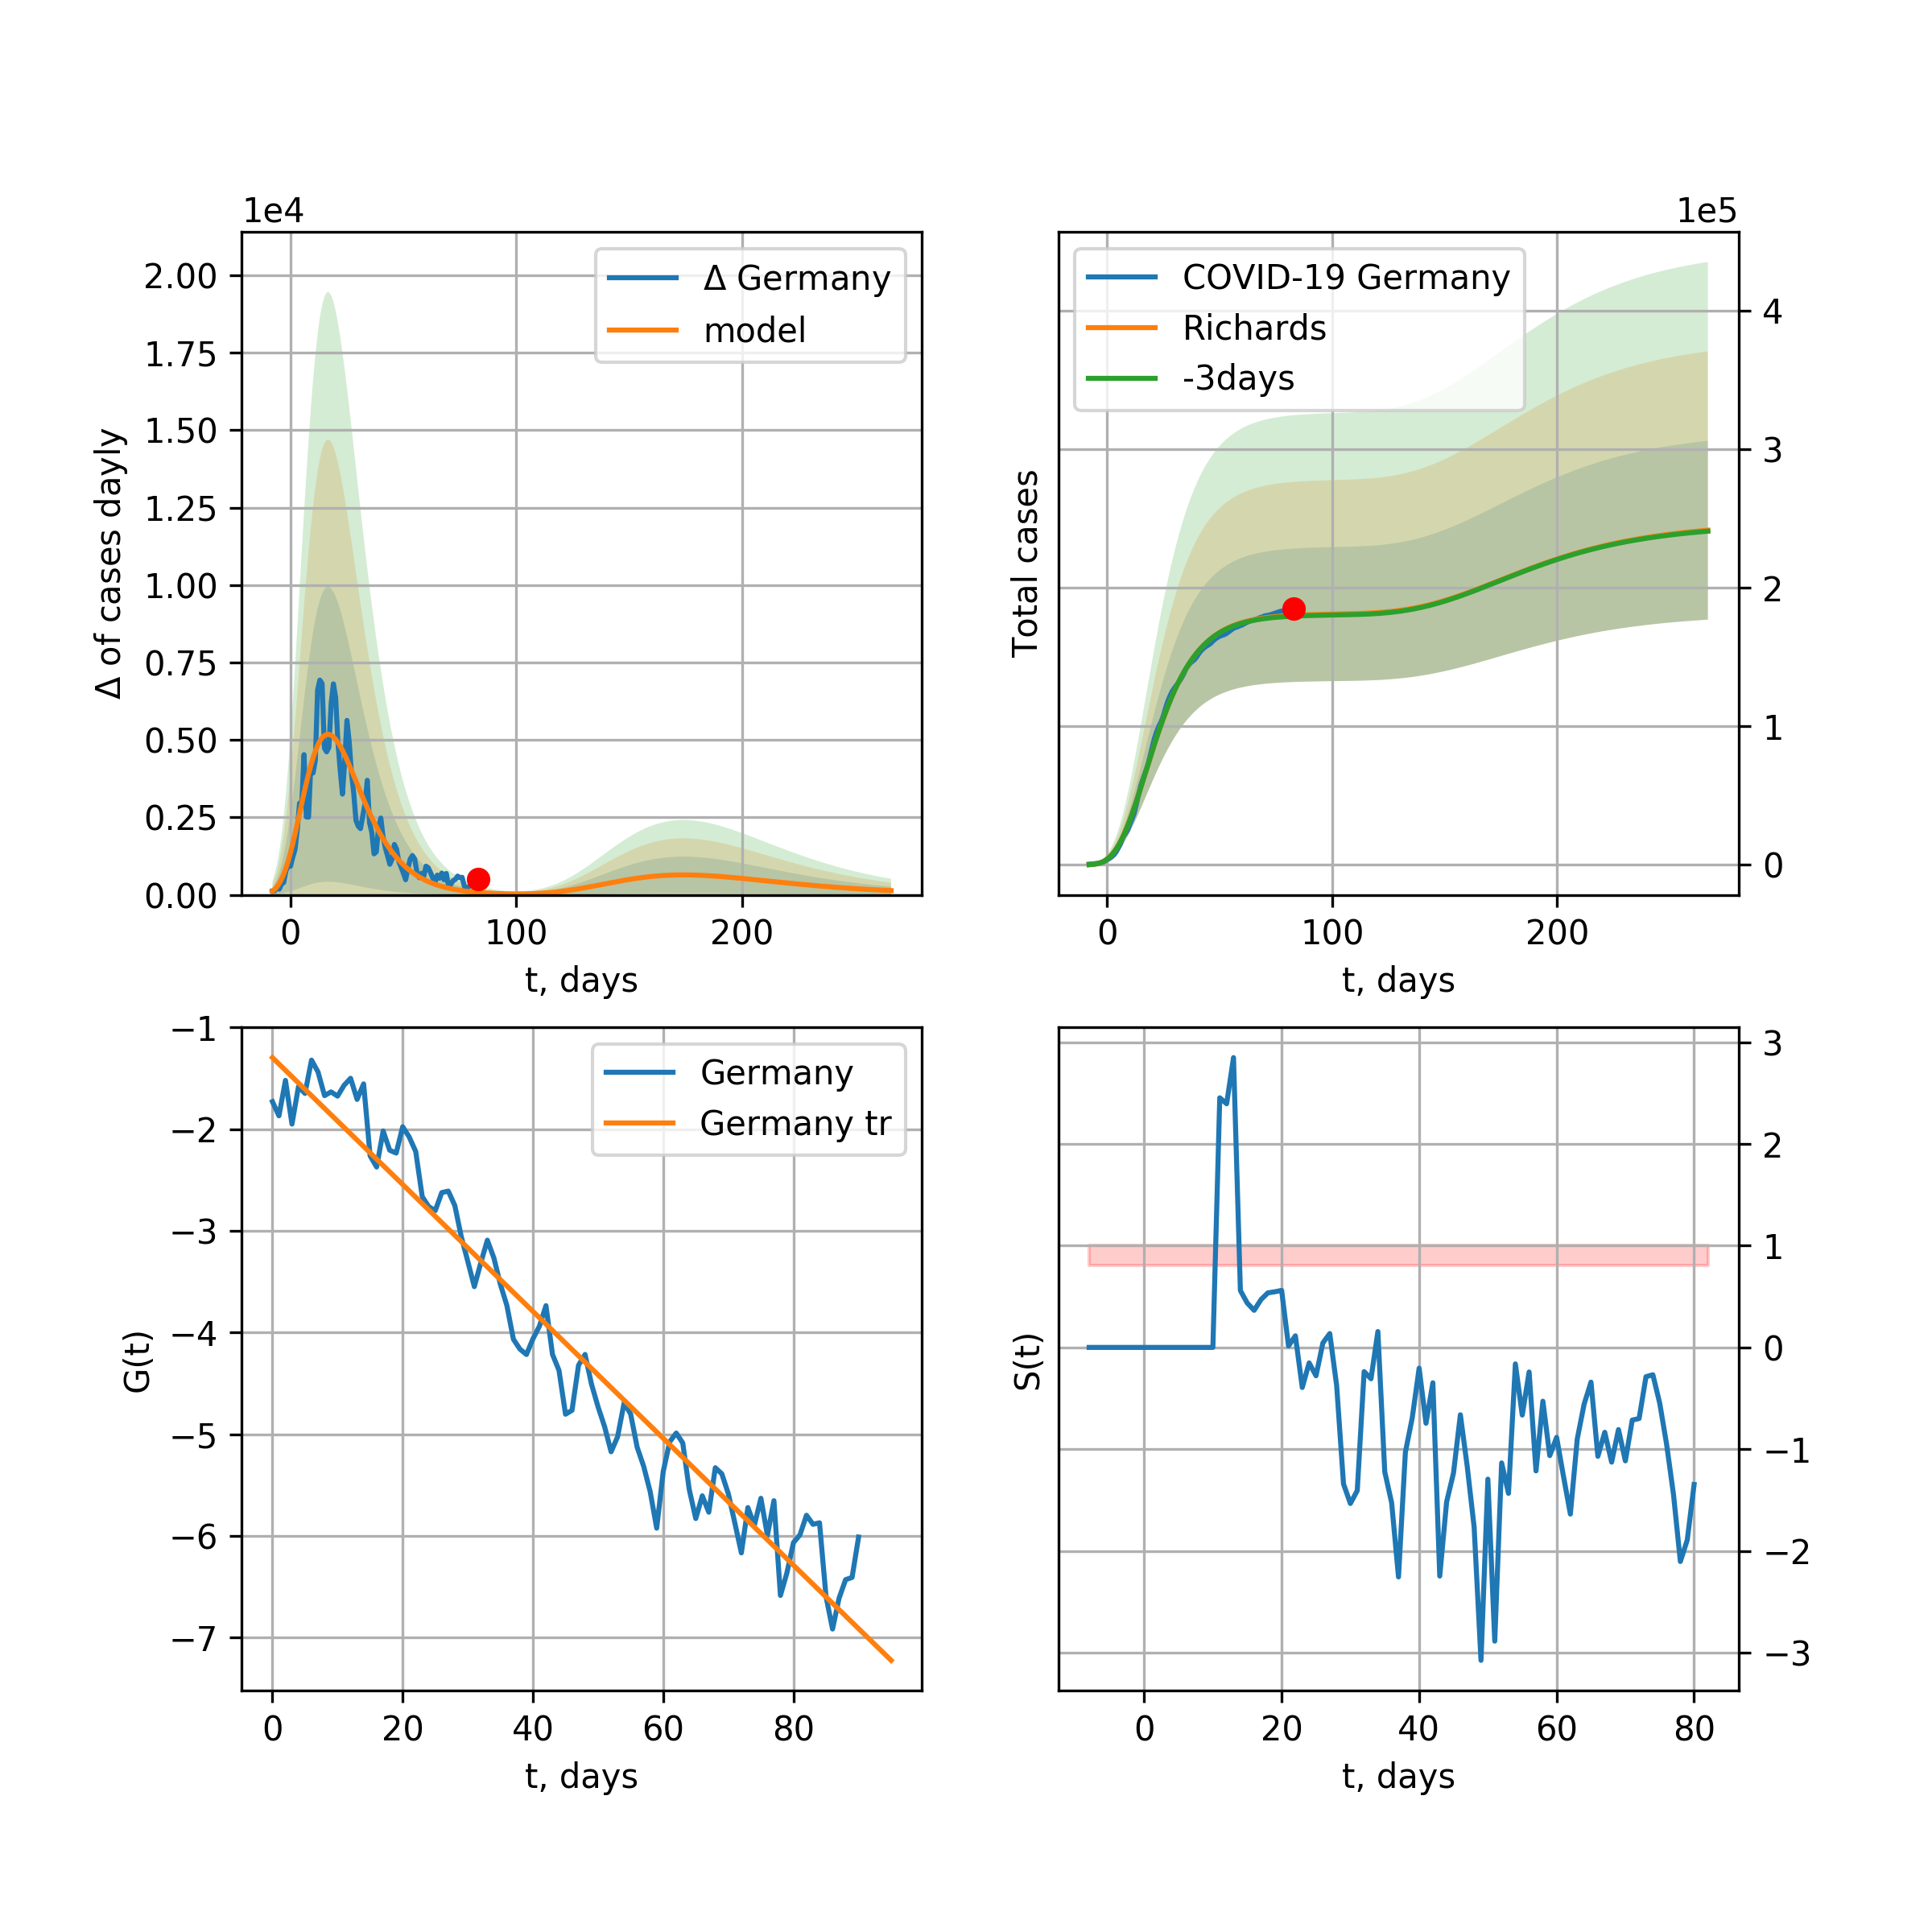 1e4
2.00
1.75
1.50
1.25
1.00
0.75
0.50
0.25
0.00
Δ of cases dayly
Δ Germany
model
0
100
200
t, days
1e5
COVID-19 Germany
Richards
-3days
Total cases
4
3
2
1
0
0
100
200
t, days
−1
−2
−3
−4
−5
−6
−7
G(t)
Germany
Germany tr
0
20
40
60
80
t, days
S(t)
3
2
1
0
−1
−2
−3
0
20
40
60
80
t, days